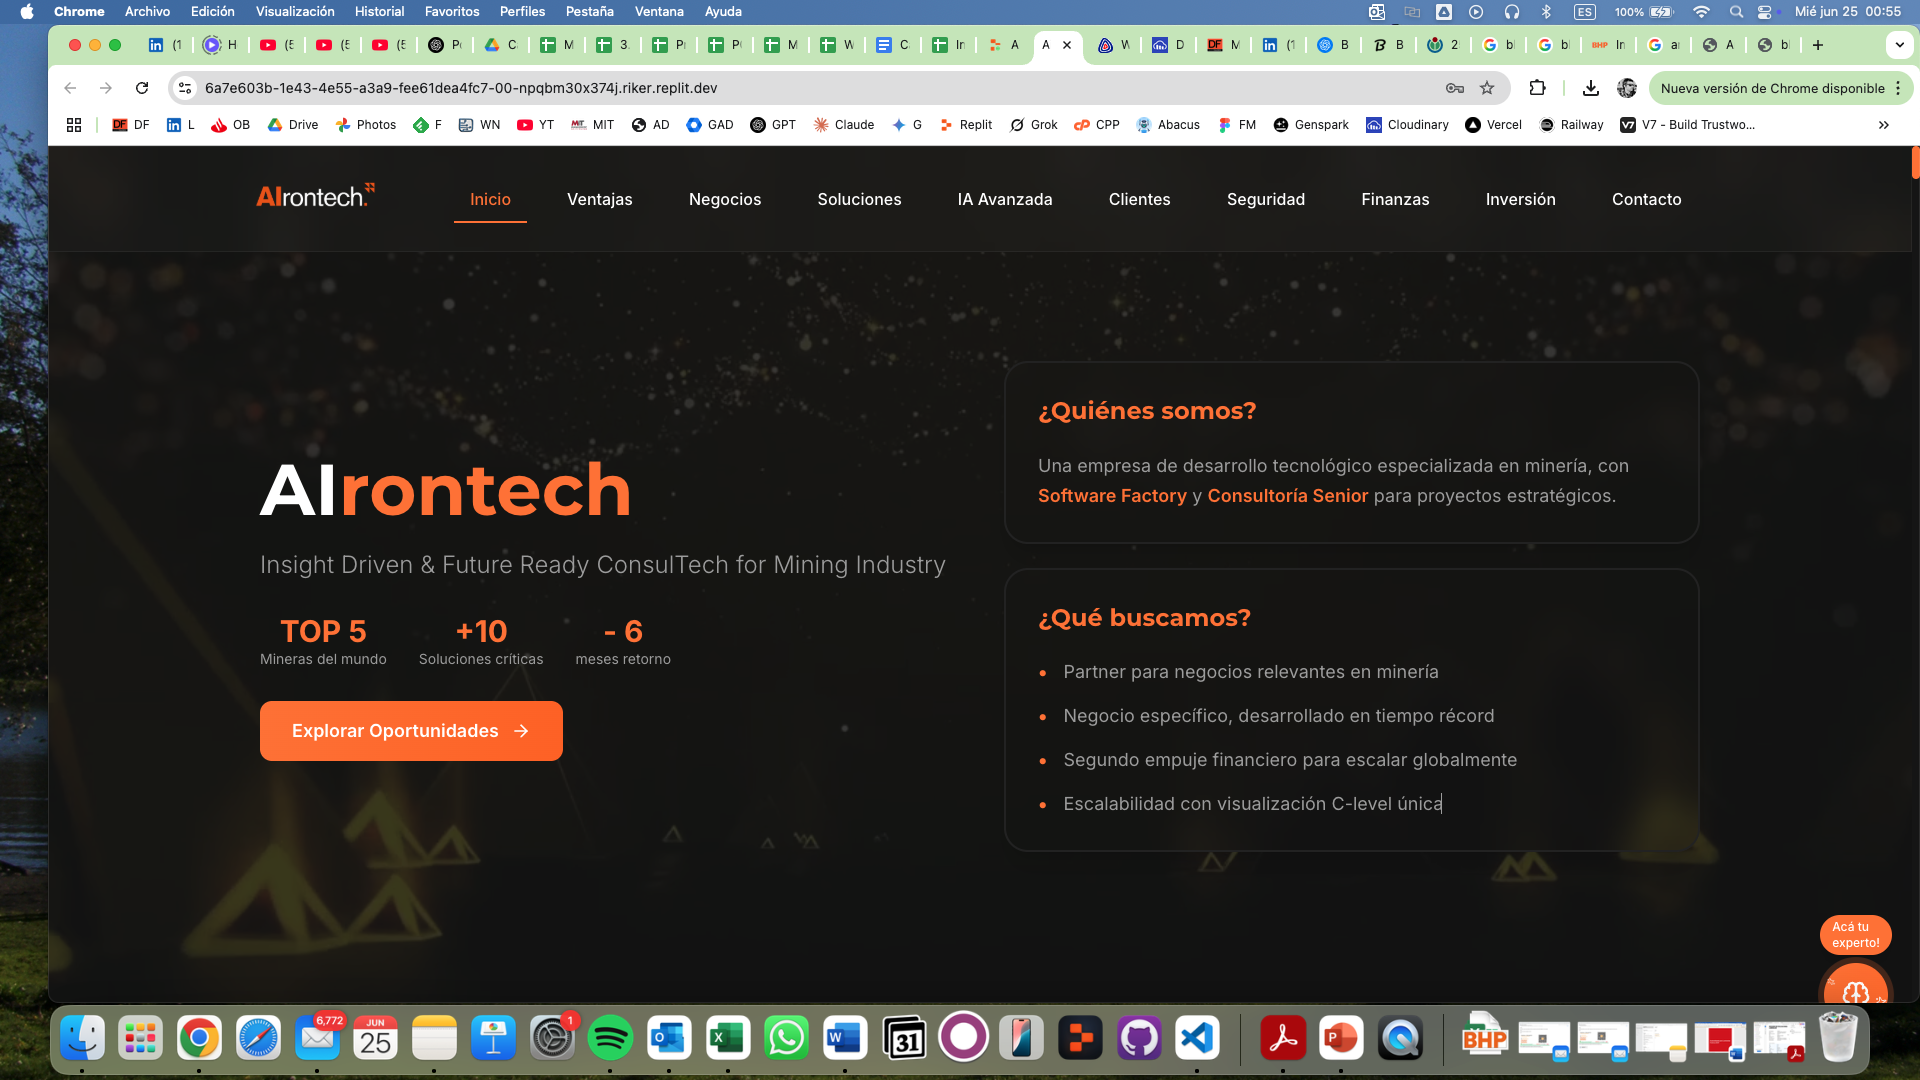 Chrome Archivo Edición Visualización Historial Favoritos Perfiles Pestaña Ventana Ayuda
ES 100% Mié jun 25 00:55
6a7e603b-1e43-4e55-a3a9-fee61dea4fc7-00-npqbm30x374j.riker.replit.dev
Nueva versión de Chrome disponible
DF L OB Drive Photos F WN YT MIT AD GAD GPT Claude G Replit Grok CPP Abacus FM Genspark Cloudinary Vercel Railway V7 - Build Trustwo...
AIrontech.
Inicio Ventajas Negocios Soluciones IA Avanzada Clientes Seguridad Finanzas Inversión Contacto
AIrontech
Insight Driven & Future Ready ConsulTech for Mining Industry
TOP 5 +10 - 6
Mineras del mundo Soluciones críticas meses retorno
Explorar Oportunidades →
¿Quiénes somos?
Una empresa de desarrollo tecnológico especializada en minería, con
Software Factory y Consultoría Senior para proyectos estratégicos.
¿Qué buscamos?
• Partner para negocios relevantes en minería
• Negocio específico, desarrollado en tiempo récord
• Segundo empuje financiero para escalar globalmente
• Escalabilidad con visualización C-level única
Acá tu
experto!
6,772
JUN
25
1
31
BHP